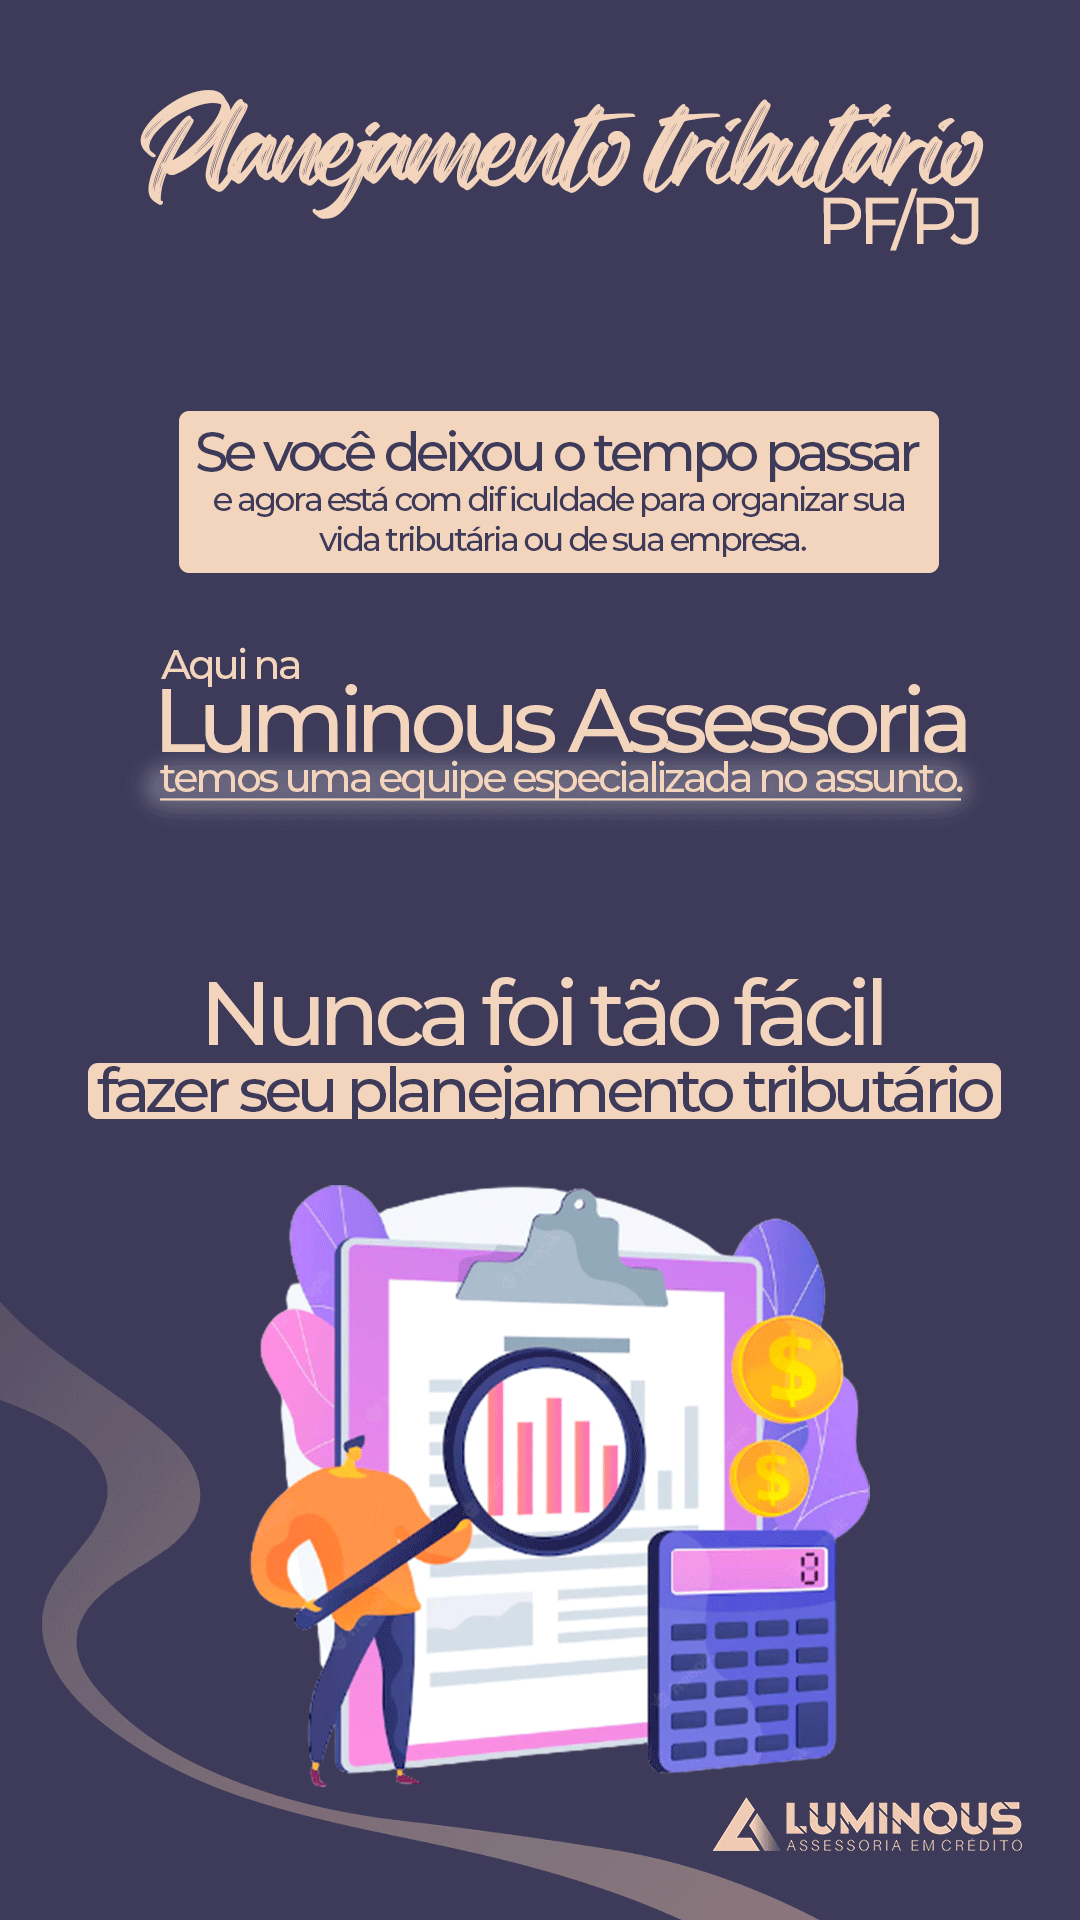 Planejamento tributário
PF/PJ
Se você deixou o tempo passar
e agora está com dificuldade para organizar sua
vida tributária ou de sua empresa.
Aqui na
Luminous Assessoria
temos uma equipe especializada no assunto.
Nunca foi tão fácil
fazer seu planejamento tributário
$
$
0
LUMINOUS
ASSESSORIA EM CRÉDITO